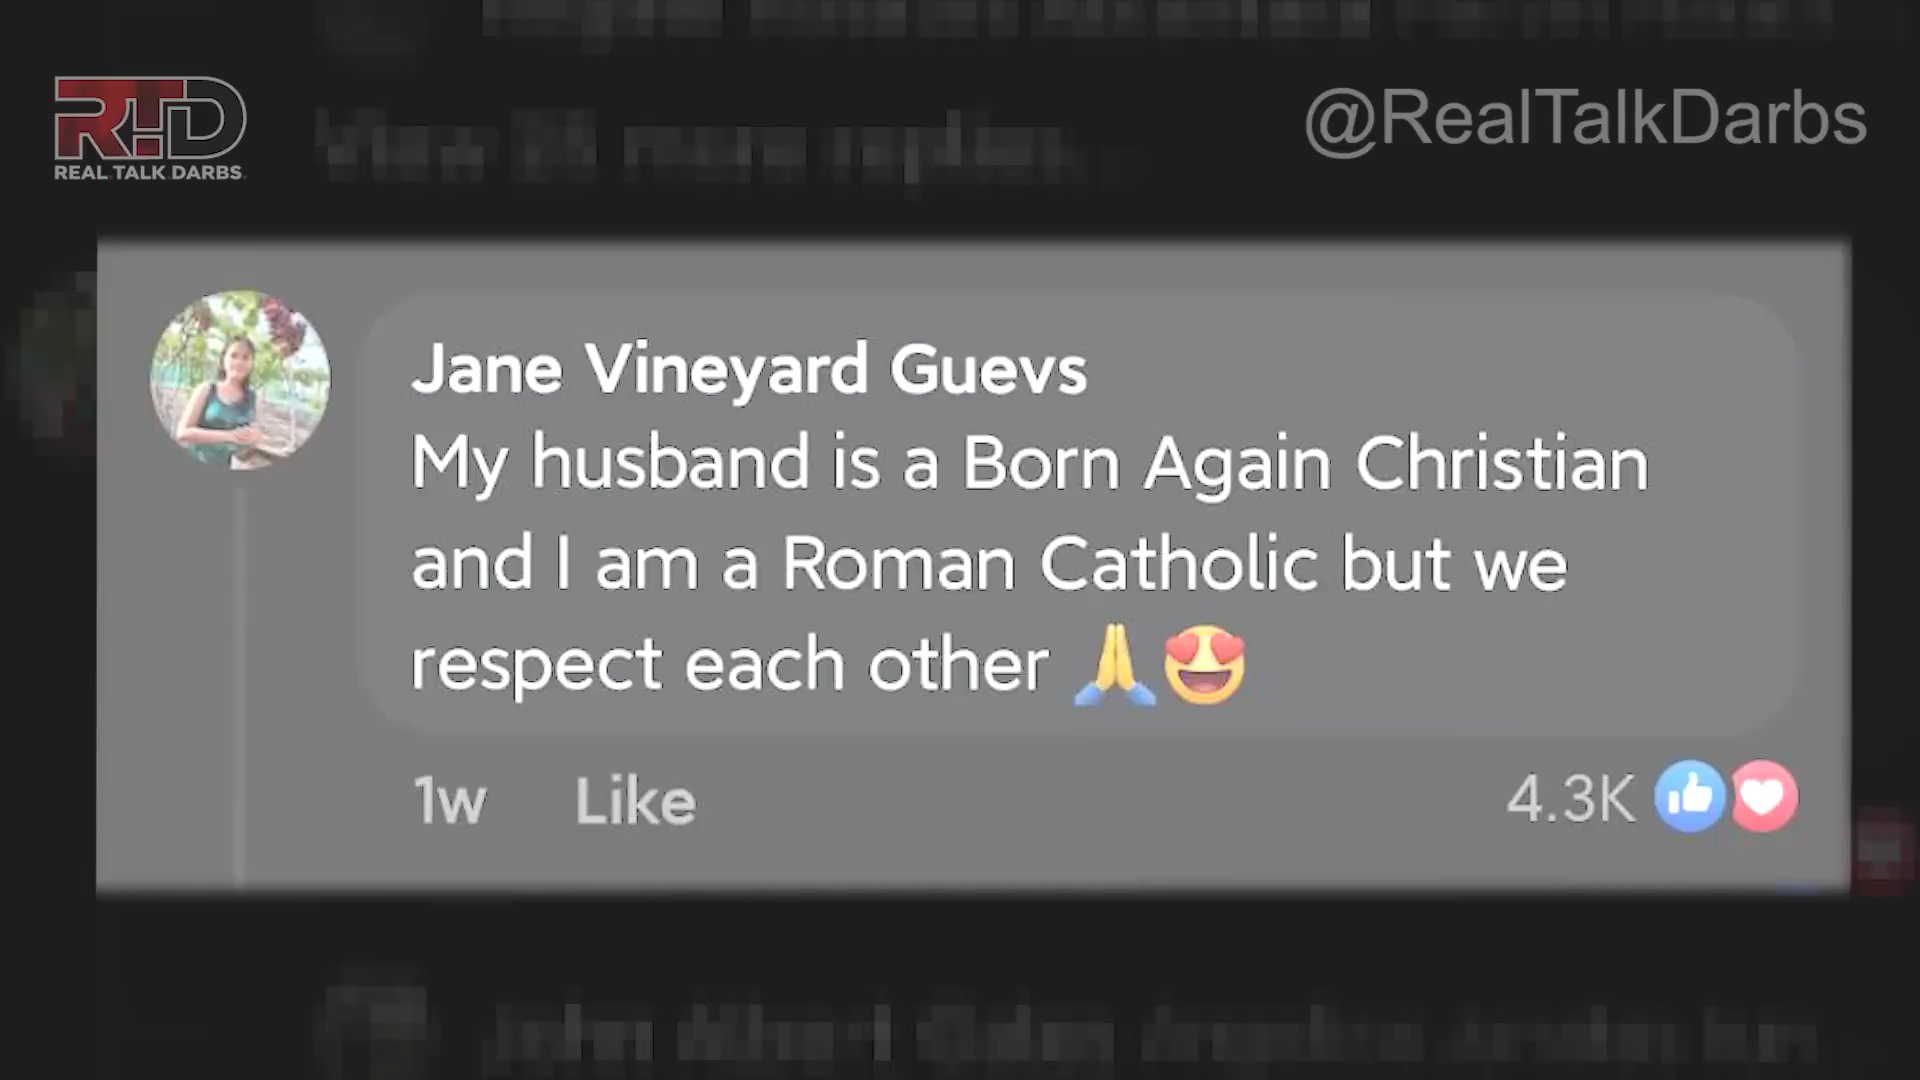 RTD
REAL TALK DARBS
@RealTalkDarbs
Jane Vineyard Guevs
My husband is a Born Again Christian
and I am a Roman Catholic but we
respect each other 🙏😍
1w Like 4.3K